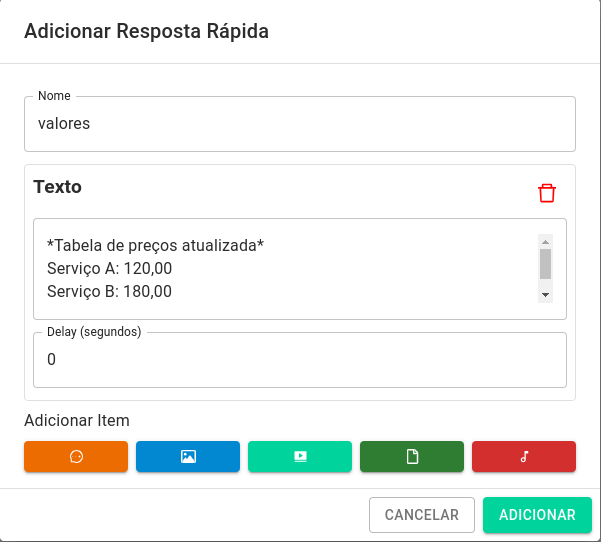 Adicionar Resposta Rápida
Nome
valores
Texto
*Tabela de preços atualizada*
Serviço A: 120,00
Serviço B: 180,00
Delay (segundos)
0
Adicionar Item
CANCELAR
ADICIONAR